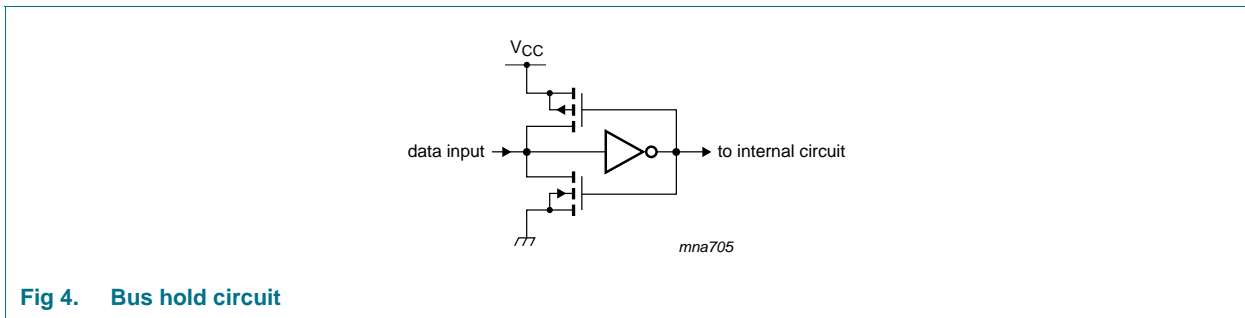 VCC
data input
to internal circuit
mna705
Fig 4. Bus hold circuit